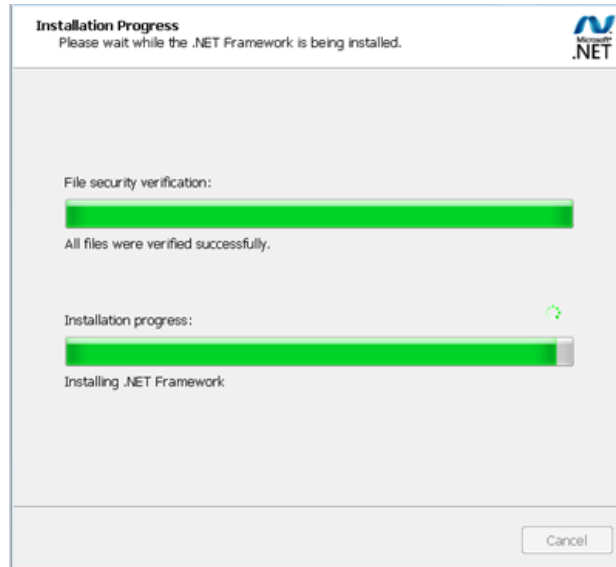 Installation Progress
Please wait while the .NET Framework is being installed.
Microsoft
.NET
File security verification:
All files were verified successfully.
Installation progress:
Installing .NET Framework
Cancel